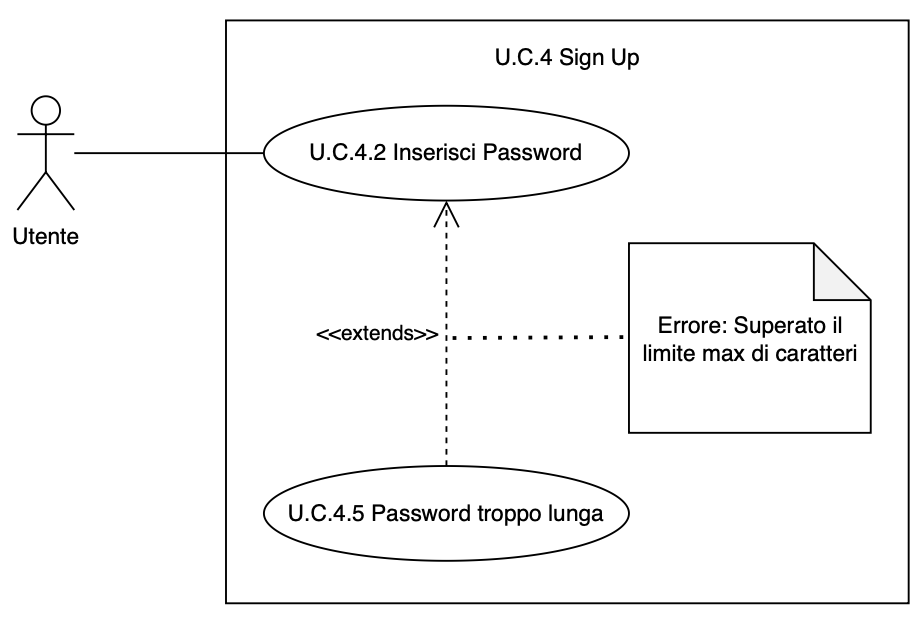 U.C.4 Sign Up
U.C.4.2 Inserisci Password
Utente
<<extends>>
Errore: Superato il
limite max di caratteri
U.C.4.5 Password troppo lunga